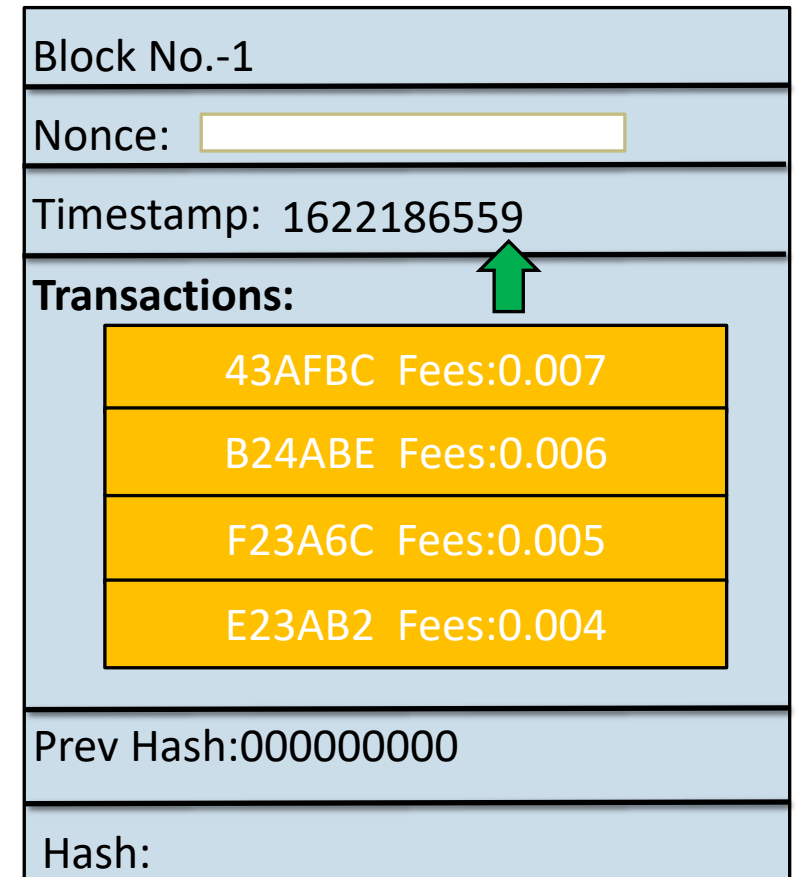 Block No.-1
Nonce:
Timestamp: 1622186559
Transactions:
43AFBC Fees:0.007
B24ABE Fees:0.006
F23A6C Fees:0.005
E23AB2 Fees:0.004
Prev Hash:000000000
Hash: